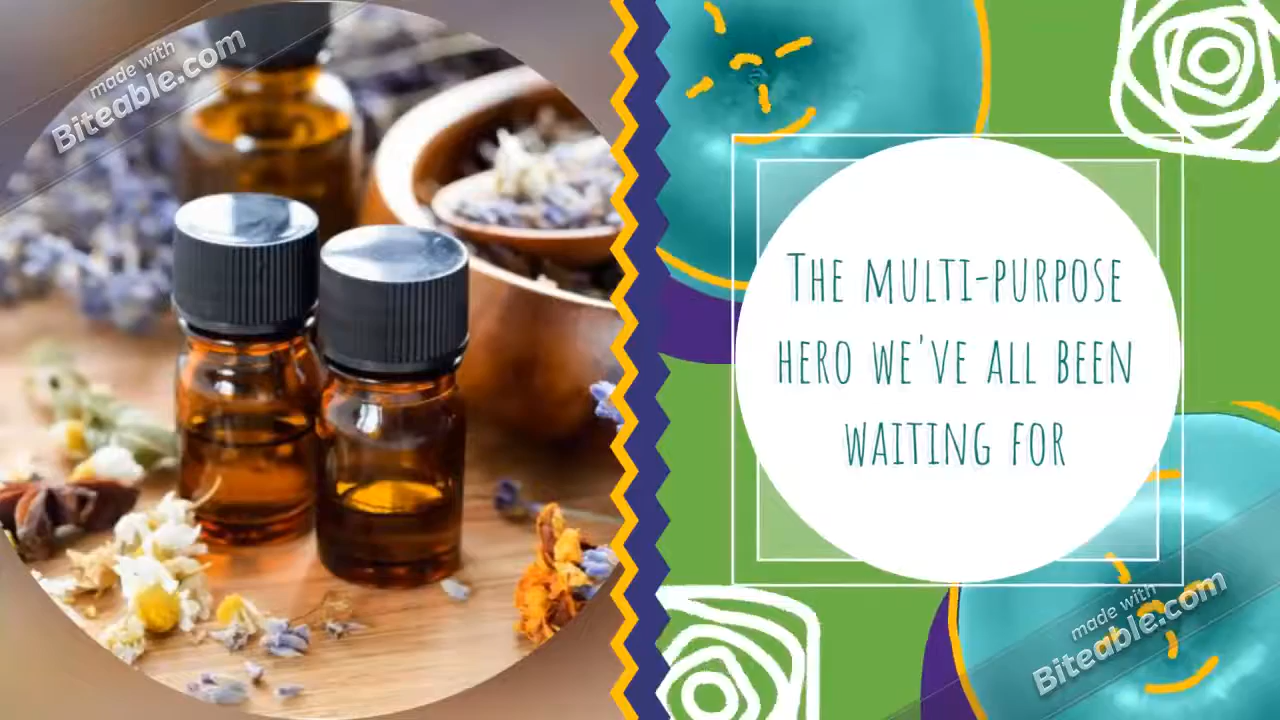 made with
Biteable.com
The multi-purpose
hero we've all been
waiting for
made with
Biteable.com